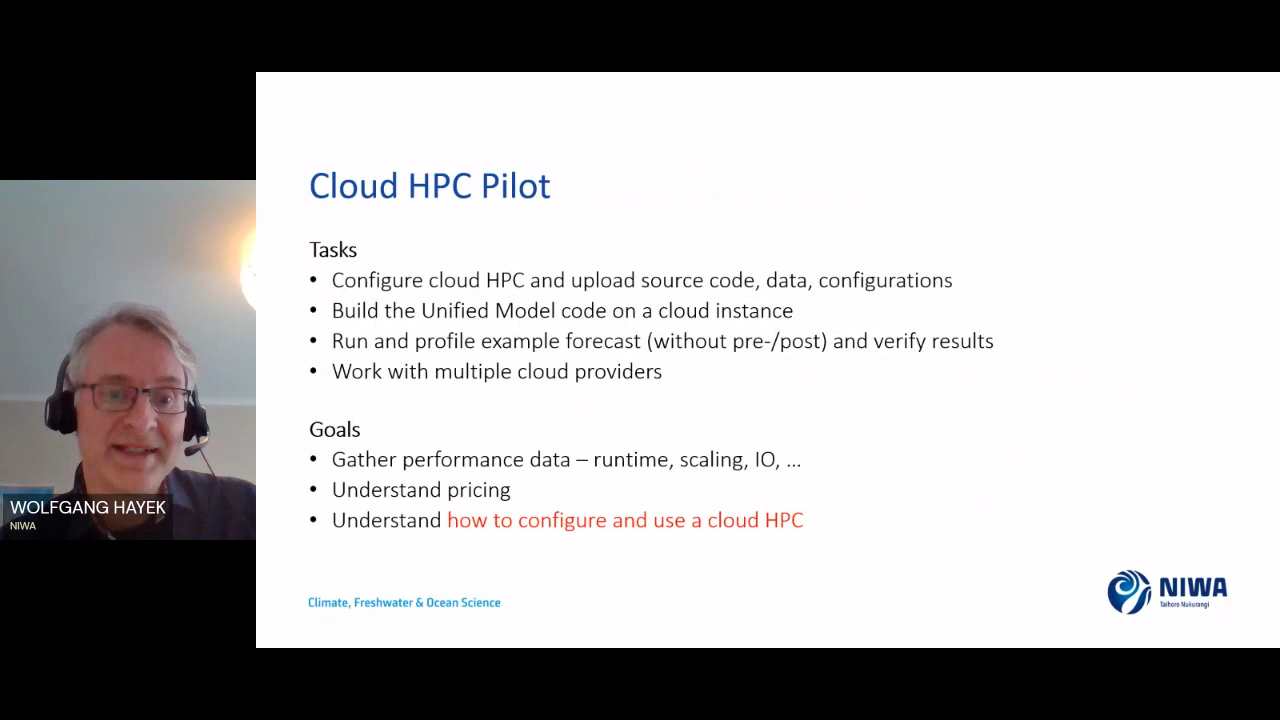 Cloud HPC Pilot
Tasks
• Configure cloud HPC and upload source code, data, configurations
• Build the Unified Model code on a cloud instance
• Run and profile example forecast (without pre-/post) and verify results
• Work with multiple cloud providers
Goals
• Gather performance data – runtime, scaling, IO, ...
• Understand pricing
• Understand how to configure and use a cloud HPC
WOLFGANG HAYEK
NIWA
Climate, Freshwater & Ocean Science
NIWA
Taihoro Nukurangi